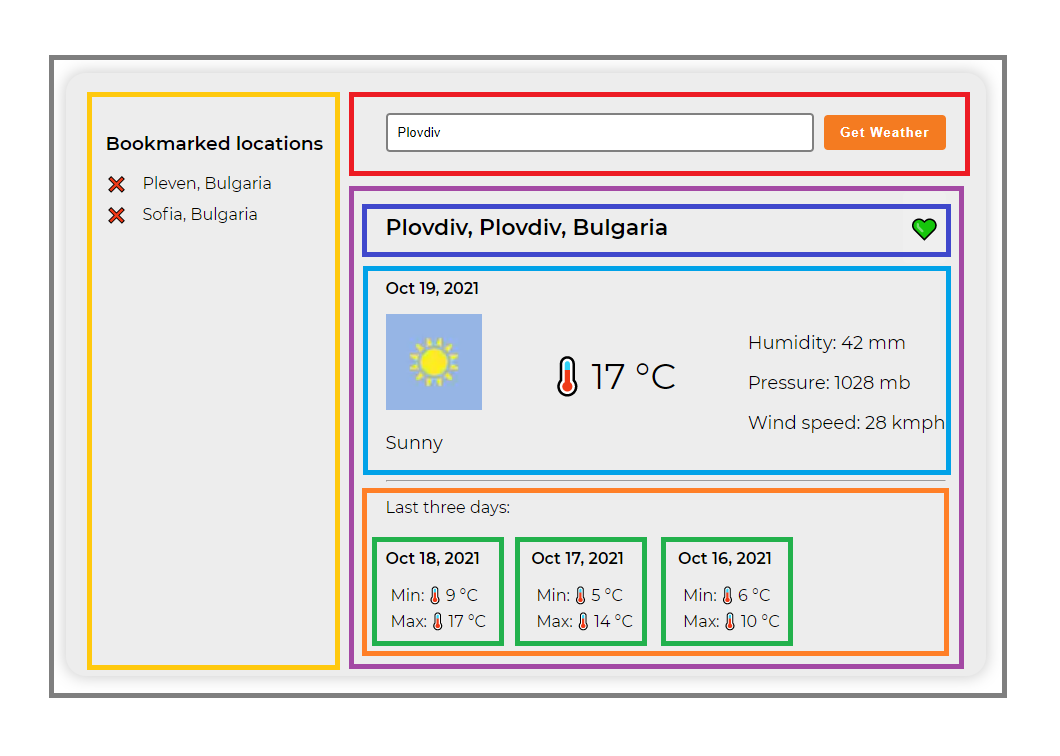 Bookmarked locations
Pleven, Bulgaria
Sofia, Bulgaria
Plovdiv
Get Weather
Plovdiv, Plovdiv, Bulgaria
Oct 19, 2021
17 °C
Sunny
Humidity: 42 mm
Pressure: 1028 mb
Wind speed: 28 kmph
Last three days:
Oct 18, 2021
Min: 9 °C
Max: 17 °C
Oct 17, 2021
Min: 5 °C
Max: 14 °C
Oct 16, 2021
Min: 6 °C
Max: 10 °C